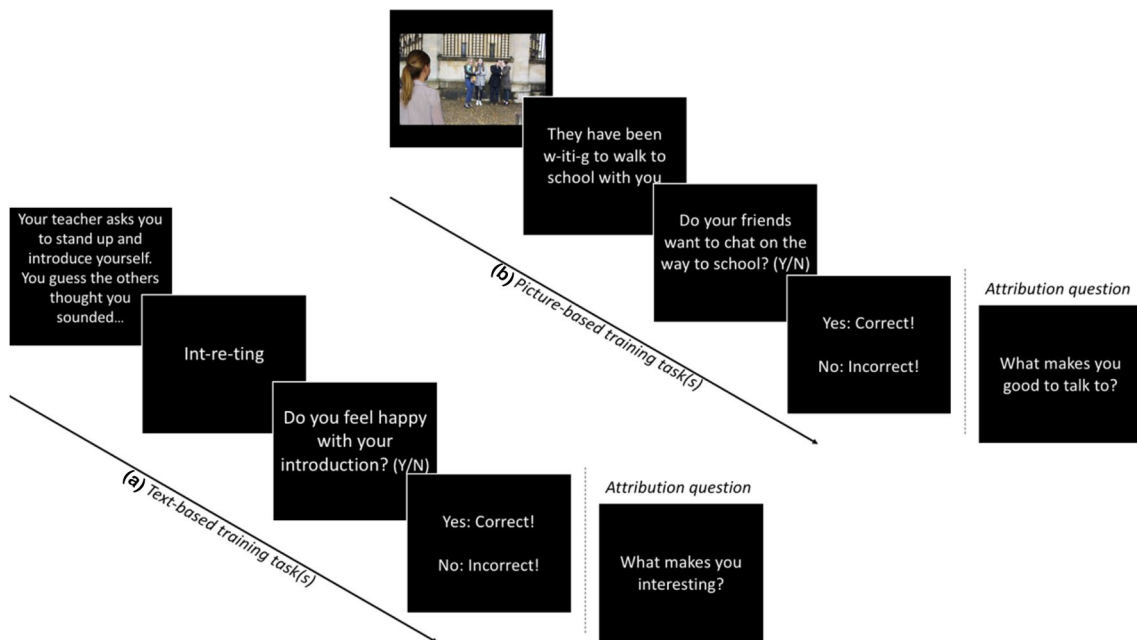 They have been
w-iti-g to walk to
school with you
Do your friends
want to chat on the
way to school? (Y/N)
Yes: Correct!
No: Incorrect!
Attribution question
What makes you
good to talk to?
(b) Picture-based training task(s)
Your teacher asks you
to stand up and
introduce yourself.
You guess the others
thought you
sounded...
Int-re-ting
Do you feel happy
with your
introduction? (Y/N)
Yes: Correct!
No: Incorrect!
Attribution question
What makes you
interesting?
(a) Text-based training task(s)